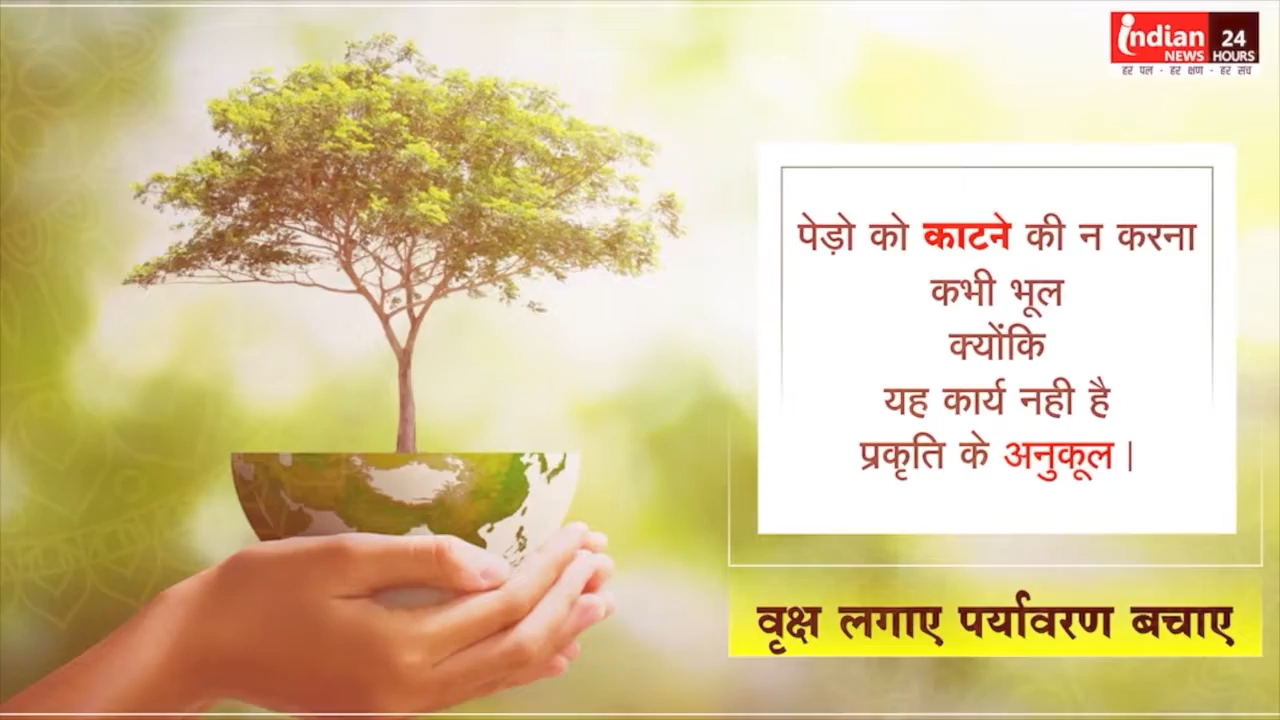 indian 24
NEWS HOURS
हर पल - हर क्षण - हर सच
पेड़ो को काटने की न करना
कभी भूल
क्योंकि
यह कार्य नही है
प्रकृति के अनुकूल |
वृक्ष लगाए पर्यावरण बचाए